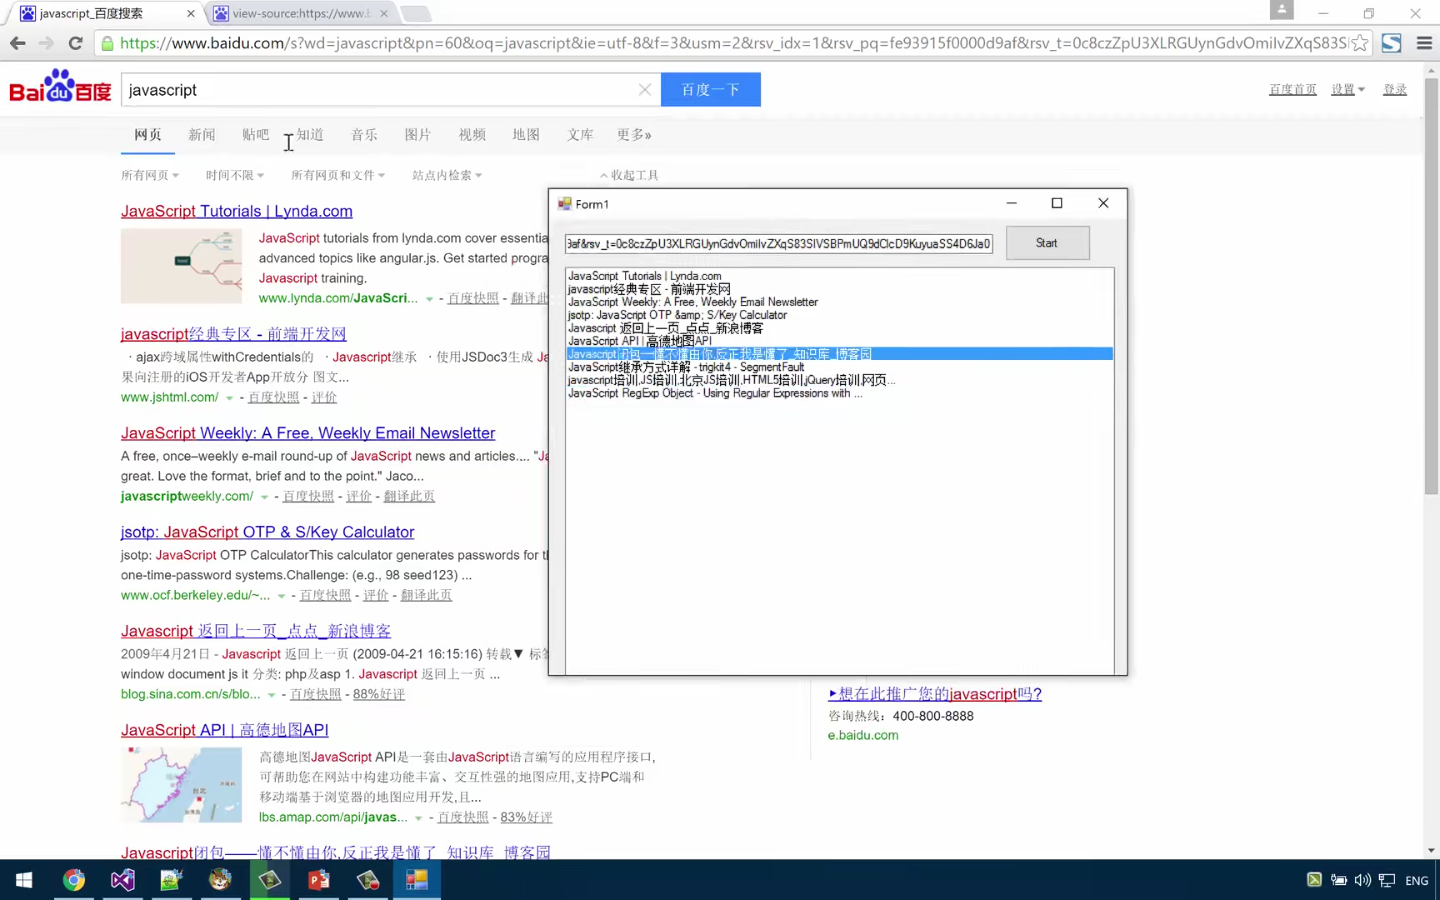 javascript_百度搜索
view-source:https://www.b
https://www.baidu.com/s?wd=javascript&pn=60&oq=javascript&ie=utf-8&f=3&usm=2&rsv_idx=1&rsv_pq=fe93915f0000d9af&rsv_t=0c8czZpU3XLRGUynGdvOmilvZXqS83S
Bai百度
javascript
百度一下
百度首页
设置
登录
网页
新闻
贴吧
知道
音乐
图片
视频
地图
文库
更多»
所有网页
时间不限
所有网页和文件
站点内检索
收起工具
JavaScript Tutorials | Lynda.com
JavaScript tutorials from lynda.com cover essentia
advanced topics like angular.js. Get started progra
Javascript training.
www.lynda.com/JavaScri... - 百度快照 - 翻译此
javascript经典专区 - 前端开发网
·ajax跨域属性withCredentials的 ·Javascript继承 ·使用JSDoc3生成 Ja
果向注册的iOS开发者App开放分 图文...
www.jshtml.com/ - 百度快照 - 评价
JavaScript Weekly: A Free, Weekly Email Newsletter
A free, once–weekly e-mail round-up of JavaScript news and articles.... "Ja
great. Love the format, brief and to the point." Jaco...
javascriptweekly.com/ - 百度快照 - 评价 - 翻译此页
jsotp: JavaScript OTP & S/Key Calculator
jsotp: JavaScript OTP CalculatorThis calculator generates passwords for th
one-time-password systems.Challenge: (e.g., 98 seed123) ...
www.ocf.berkeley.edu/~... - 百度快照 - 评价 - 翻译此页
Javascript 返回上一页_点点_新浪博客
2009年4月21日 - Javascript 返回上一页 (2009-04-21 16:15:16) 转载▼ 标签
window document js it 分类: php及asp 1. Javascript 返回上一页 ...
blog.sina.com.cn/s/blo... - 百度快照 - 88%好评
JavaScript API | 高德地图API
高德地图JavaScript API是一套由JavaScript语言编写的应用程序接口,
可帮助您在网站中构建功能丰富、交互性强的地图应用,支持PC端和
移动端基于浏览器的地图应用开发,且...
lbs.amap.com/api/javas... - 百度快照 - 83%好评
Javascript闭包——懂不懂由你,反正我是懂了_知识库_博客园
Form1
9af&rsv_t=0c8czZpU3XLRGUynGdvOmilvZXqS83SIVSBPmUQ9dClcD9KuyuaSS4D6Ja0
Start
JavaScript Tutorials | Lynda.com
javascript经典专区 - 前端开发网
JavaScript Weekly: A Free, Weekly Email Newsletter
jsotp: JavaScript OTP &amp; S/Key Calculator
Javascript 返回上一页_点点_新浪博客
JavaScript API | 高德地图API
Javascript闭包—懂不懂由你,反正我是懂了_知识库_博客园
JavaScript继承方式详解 - trigkit4 - SegmentFault
javascript培训,JS培训,北京JS培训,HTML5培训,jQuery培训,网页...
JavaScript RegExp Object - Using Regular Expressions with ...
想在此推广您的javascript吗?
咨询热线：400-800-8888
e.baidu.com
ENG